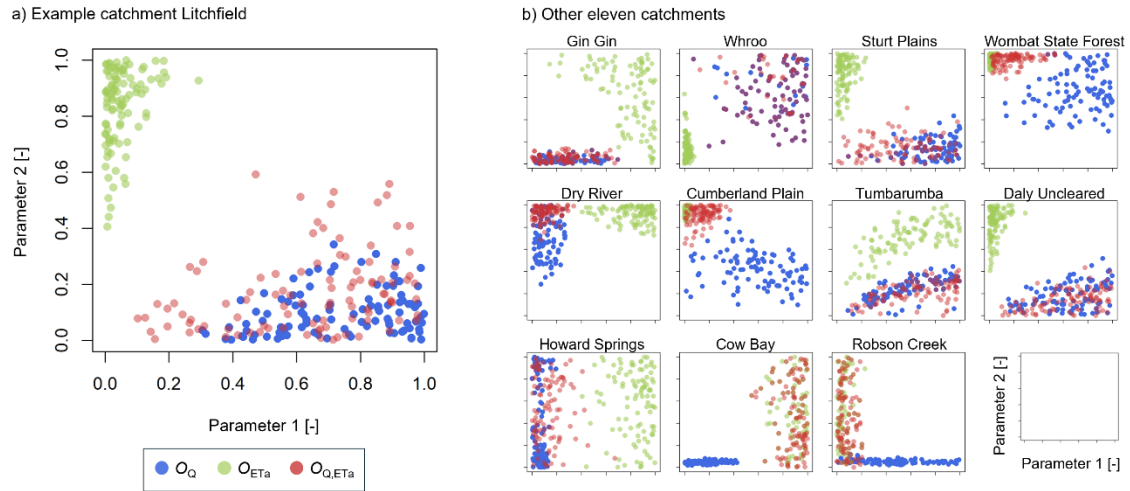 a) Example catchment Litchfield
Parameter 2 [-]
1.0
0.8
0.6
0.4
0.2
0.0
0.0 0.2 0.4 0.6 0.8 1.0
Parameter 1 [-]
O_Q O_ETa O_Q,ETa
b) Other eleven catchments
Gin Gin Whroo Sturt Plains Wombat State Forest
Dry River Cumberland Plain Tumbarumba Daly Uncleared
Howard Springs Cow Bay Robson Creek
Parameter 2 [-]
Parameter 1 [-]